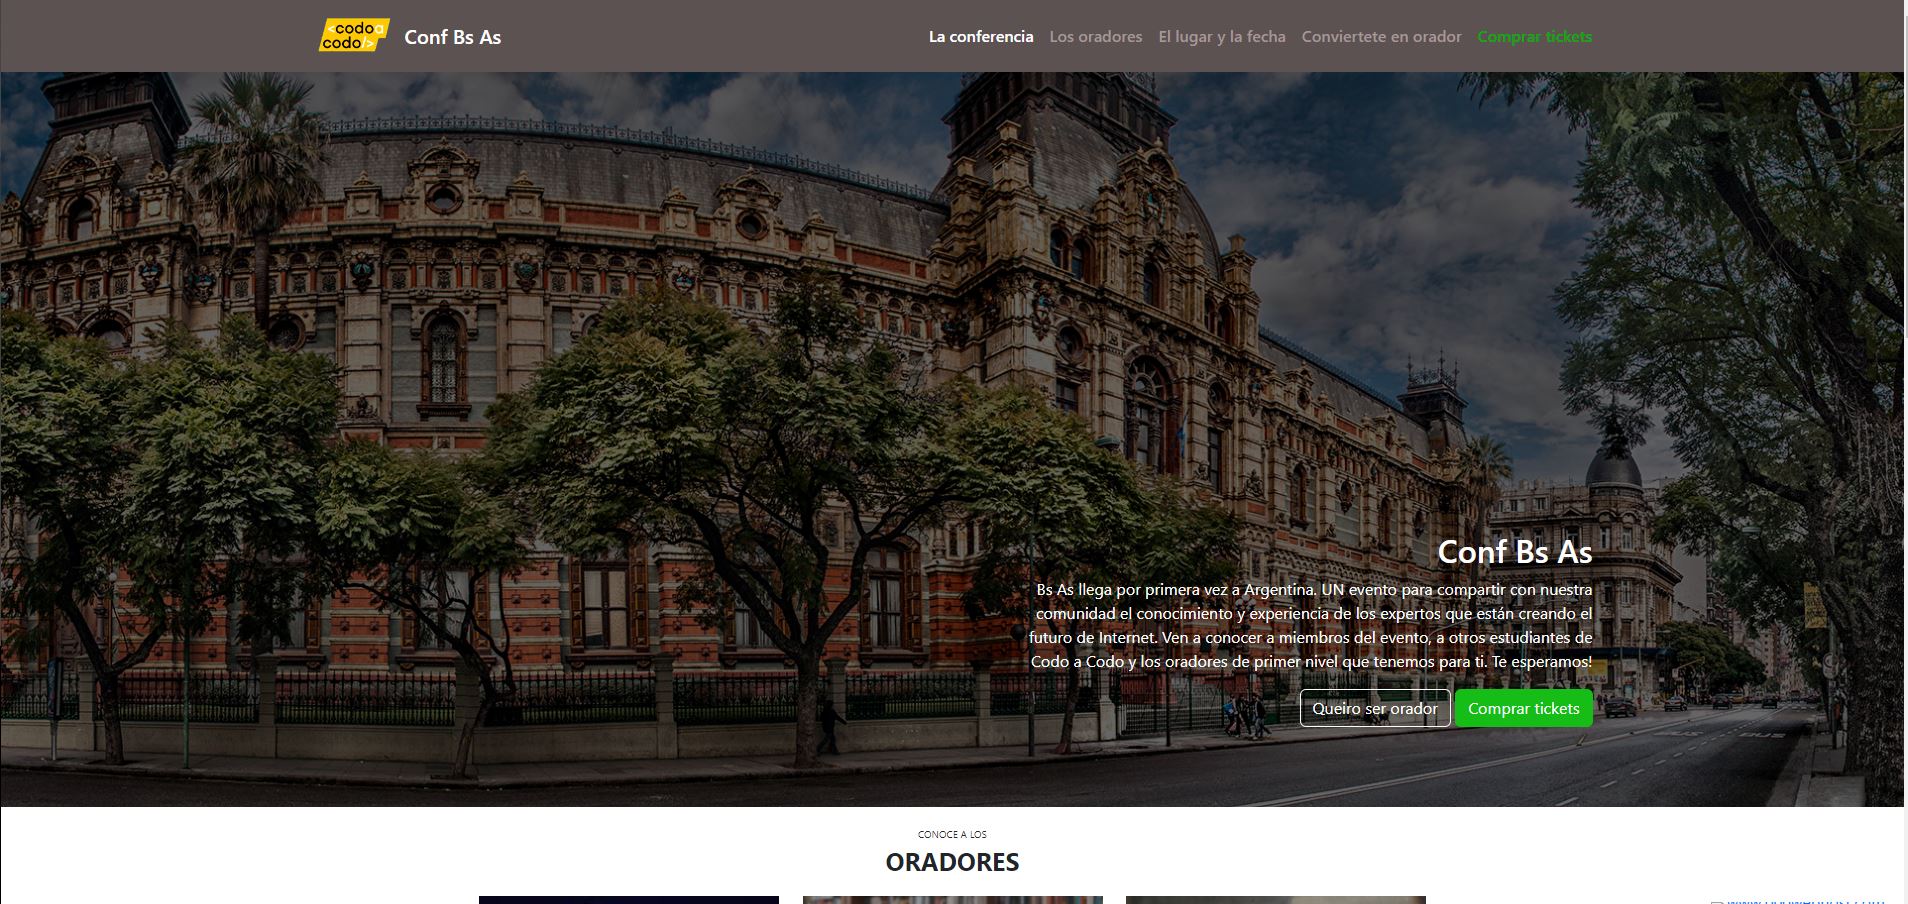 <codo a
codo/>
Conf Bs As
La conferencia Los oradores El lugar y la fecha Conviertete en orador Comprar tickets
Conf Bs As
Bs As llega por primera vez a Argentina. UN evento para compartir con nuestra
comunidad el conocimiento y experiencia de los expertos que están creando el
futuro de Internet. Ven a conocer a miembros del evento, a otros estudiantes de
Codo a Codo y los oradores de primer nivel que tenemos para ti. Te esperamos!
Queiro ser orador Comprar tickets
BUS BUS
CONOCE A LOS
ORADORES